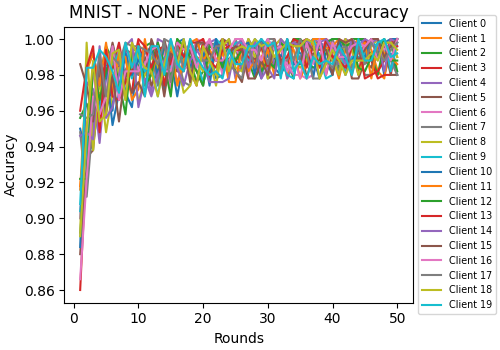 MNIST - NONE - Per Train Client Accuracy
1.00
0.98
0.96
0.94
0.92
0.90
0.88
0.86
Accuracy
0
10
20
30
40
50
Rounds
Client 0
Client 1
Client 2
Client 3
Client 4
Client 5
Client 6
Client 7
Client 8
Client 9
Client 10
Client 11
Client 12
Client 13
Client 14
Client 15
Client 16
Client 17
Client 18
Client 19